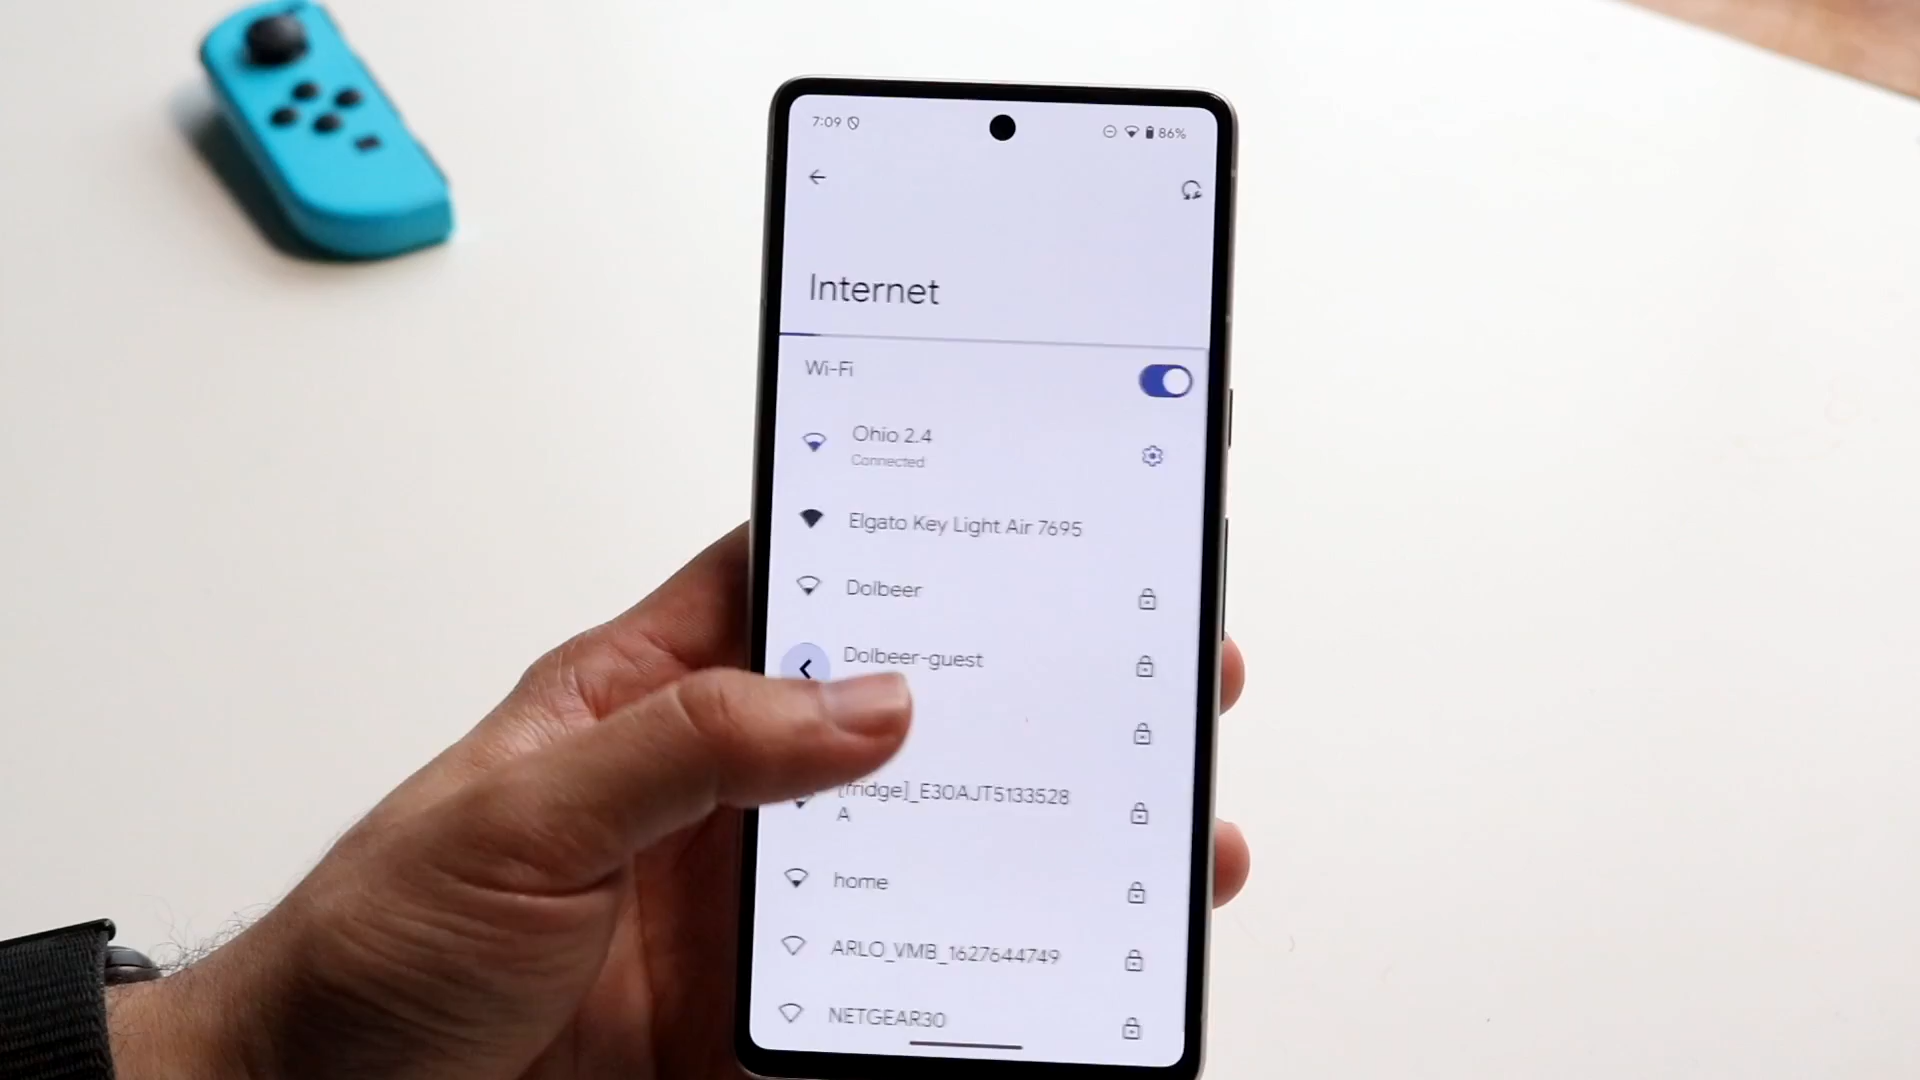 7:09
86%
Internet
Wi-Fi
Ohio 2.4
Connected
Elgato Key Light Air 7695
Dolbeer
Dolbeer-guest
[fridge]_E30AJT5133528
A
home
ARLO_VMB_1627644749
NETGEAR30